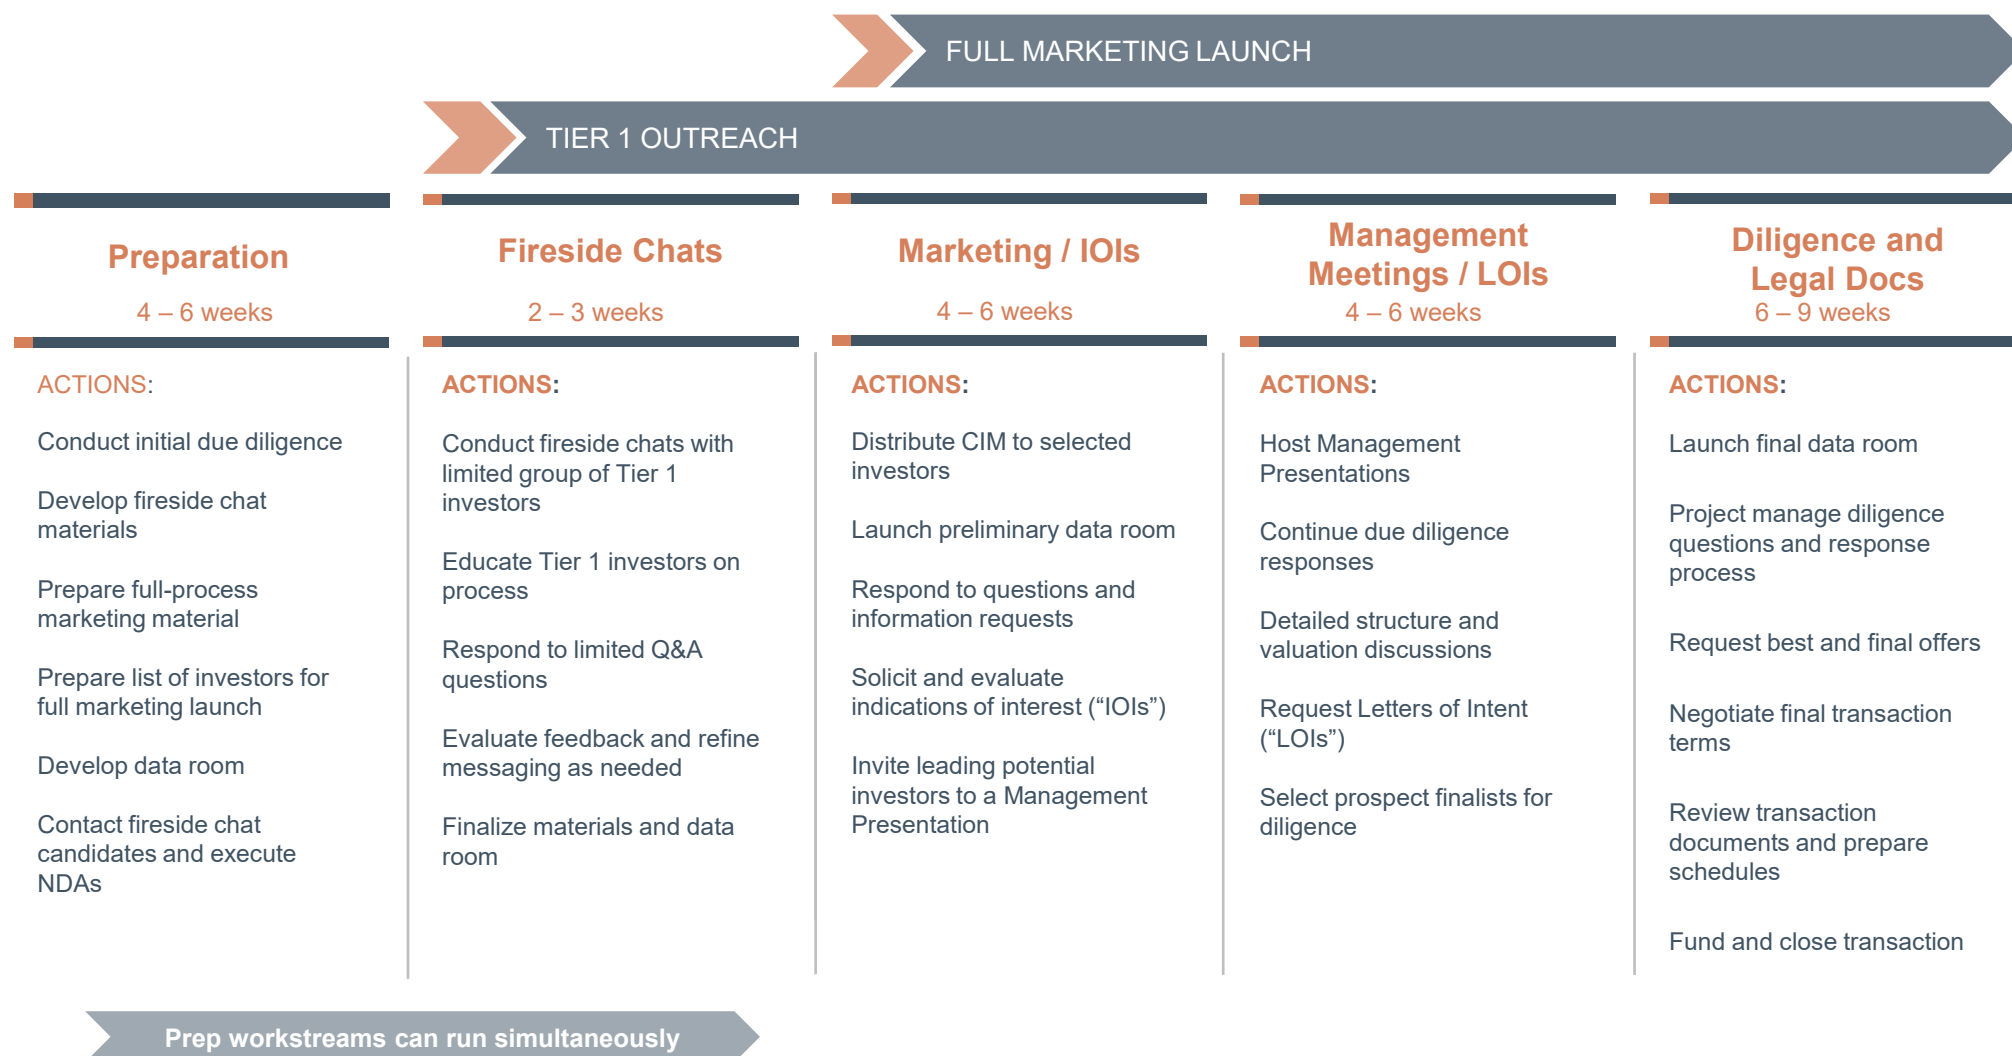 FULL MARKETING LAUNCH
TIER 1 OUTREACH
Preparation
4 – 6 weeks
ACTIONS:
Conduct initial due diligence
Develop fireside chat
materials
Prepare full-process
marketing material
Prepare list of investors for
full marketing launch
Develop data room
Contact fireside chat
candidates and execute
NDAs
Fireside Chats
2 – 3 weeks
ACTIONS:
Conduct fireside chats with
limited group of Tier 1
investors
Educate Tier 1 investors on
process
Respond to limited Q&A
questions
Evaluate feedback and refine
messaging as needed
Finalize materials and data
room
Marketing / IOIs
4 – 6 weeks
ACTIONS:
Distribute CIM to selected
investors
Launch preliminary data room
Respond to questions and
information requests
Solicit and evaluate
indications of interest (“IOIs”)
Invite leading potential
investors to a Management
Presentation
Management
Meetings / LOIs
4 – 6 weeks
ACTIONS:
Host Management
Presentations
Continue due diligence
responses
Detailed structure and
valuation discussions
Request Letters of Intent
(“LOIs”)
Select prospect finalists for
diligence
Diligence and
Legal Docs
6 – 9 weeks
ACTIONS:
Launch final data room
Project manage diligence
questions and response
process
Request best and final offers
Negotiate final transaction
terms
Review transaction
documents and prepare
schedules
Fund and close transaction
Prep workstreams can run simultaneously